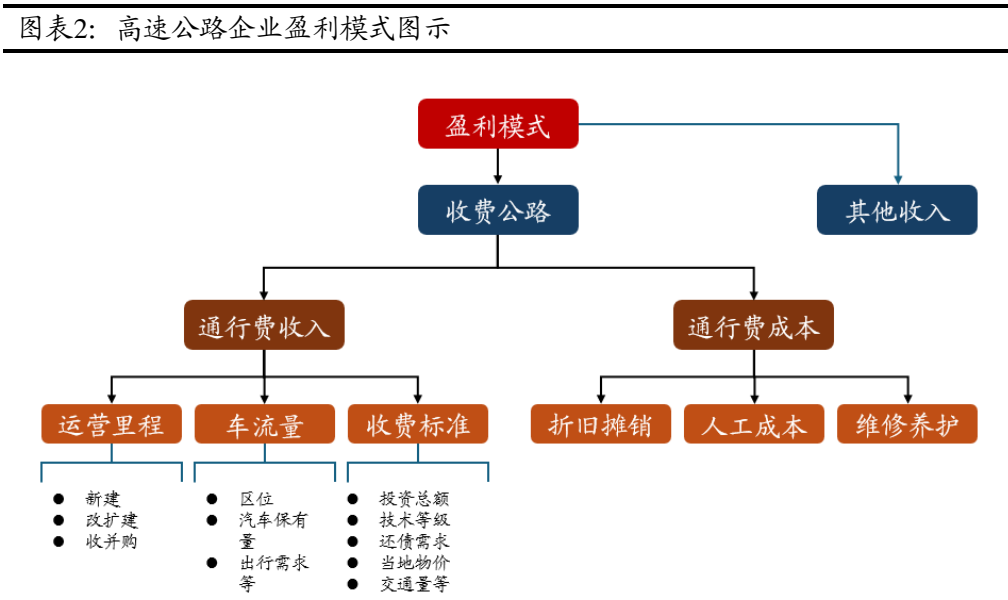 图表2: 高速公路企业盈利模式图示
盈利模式
收费公路
其他收入
通行费收入
通行费成本
运营里程
车流量
收费标准
折旧摊销
人工成本
维修养护
● 新建
● 改扩建
● 收并购
● 区位
● 汽车保有
量
● 出行需求
等
● 投资总额
● 技术等级
● 还债需求
● 当地物价
● 交通量等